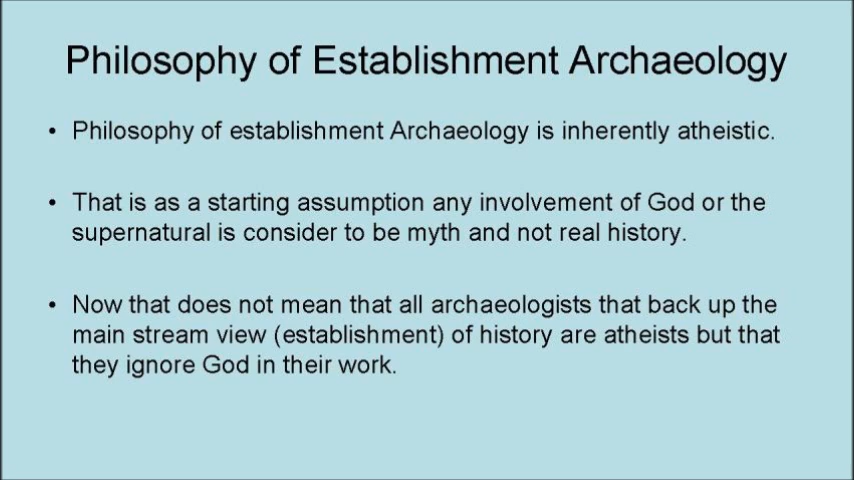 Philosophy of Establishment Archaeology
• Philosophy of establishment Archaeology is inherently atheistic.
• That is as a starting assumption any involvement of God or the
supernatural is consider to be myth and not real history.
• Now that does not mean that all archaeologists that back up the
main stream view (establishment) of history are atheists but that
they ignore God in their work.